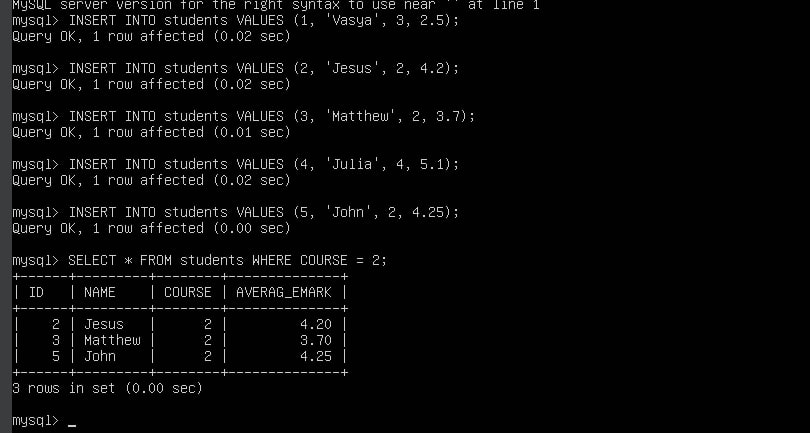 MySQL server version for the right syntax to use near '`' at line 1
mysql> INSERT INTO students VALUES (1, 'Vasya', 3, 2.5);
Query OK, 1 row affected (0.02 sec)
mysql> INSERT INTO students VALUES (2, 'Jesus', 2, 4.2);
Query OK, 1 row affected (0.02 sec)
mysql> INSERT INTO students VALUES (3, 'Matthew', 2, 3.7);
Query OK, 1 row affected (0.01 sec)
mysql> INSERT INTO students VALUES (4, 'Julia', 4, 5.1);
Query OK, 1 row affected (0.02 sec)
mysql> INSERT INTO students VALUES (5, 'John', 2, 4.25);
Query OK, 1 row affected (0.00 sec)
mysql> SELECT * FROM students WHERE COURSE = 2;
+------+---------+--------+--------------+
| ID   | NAME    | COURSE | AVERAG_EMARK |
+------+---------+--------+--------------+
|    2 | Jesus   |      2 |         4.20 |
|    3 | Matthew |      2 |         3.70 |
|    5 | John    |      2 |         4.25 |
+------+---------+--------+--------------+
3 rows in set (0.00 sec)
mysql> _